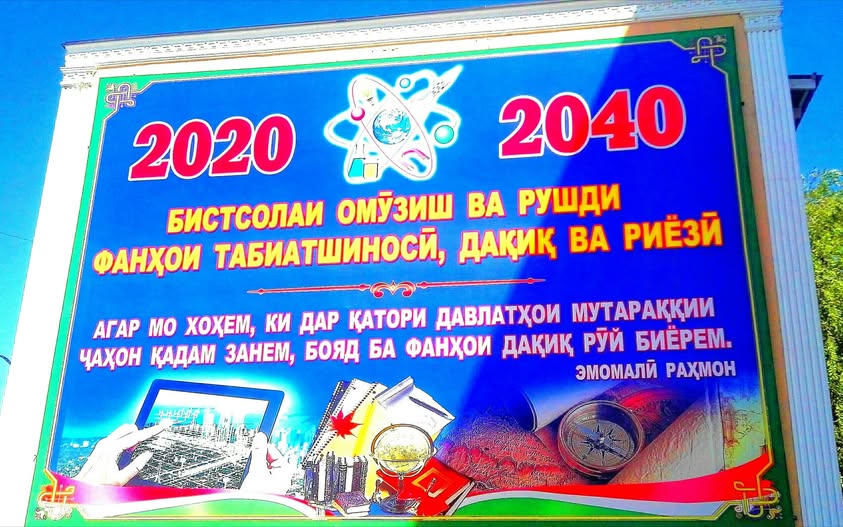 2020 2040
БИСТСОЛАИ ОМӮЗИШ ВА РУШДИ
ФАНҲОИ ТАБИАТШИНОСӢ, ДАҚИҚ ВА РИЁЗӢ
АГАР МО ХОҲЕМ, КИ ДАР ҚАТОРИ ДАВЛАТҲОИ МУТАРАҚҚИИ
ҶАҲОН ҚАДАМ ЗАНЕМ, БОЯД БА ФАНҲОИ ДАҚИҚ РӮЙ БИЁРЕМ.
ЭМОМАЛӢ РАҲМОН